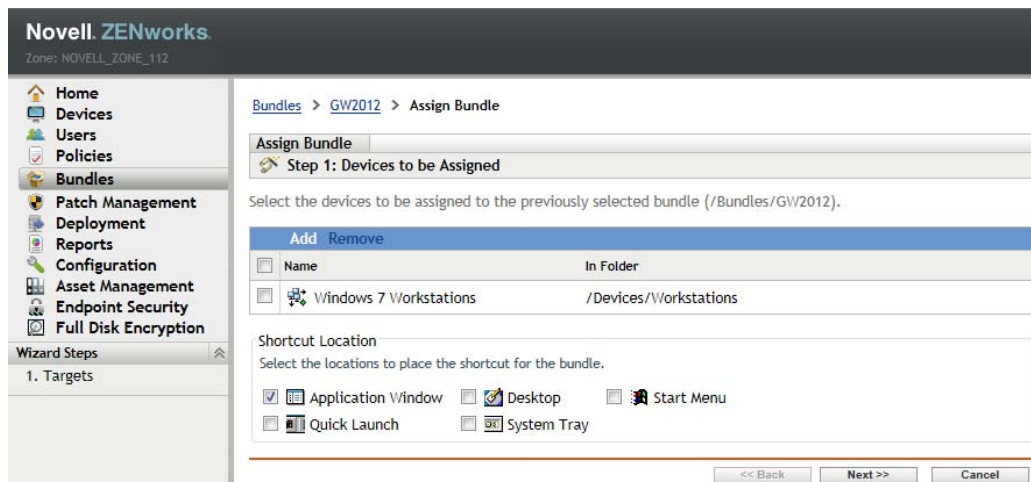 Novell. ZENworks.
Zone: NOVELL_ZONE_112
Home
Devices
Users
Policies
Bundles
Patch Management
Deployment
Reports
Configuration
Asset Management
Endpoint Security
Full Disk Encryption
Wizard Steps
1. Targets
Bundles > GW2012 > Assign Bundle
Assign Bundle
Step 1: Devices to be Assigned
Select the devices to be assigned to the previously selected bundle (/Bundles/GW2012).
Add Remove
Name In Folder
Windows 7 Workstations /Devices/Workstations
Shortcut Location
Select the locations to place the shortcut for the bundle.
Application Window Desktop Start Menu
Quick Launch System Tray
<< Back Next >> Cancel